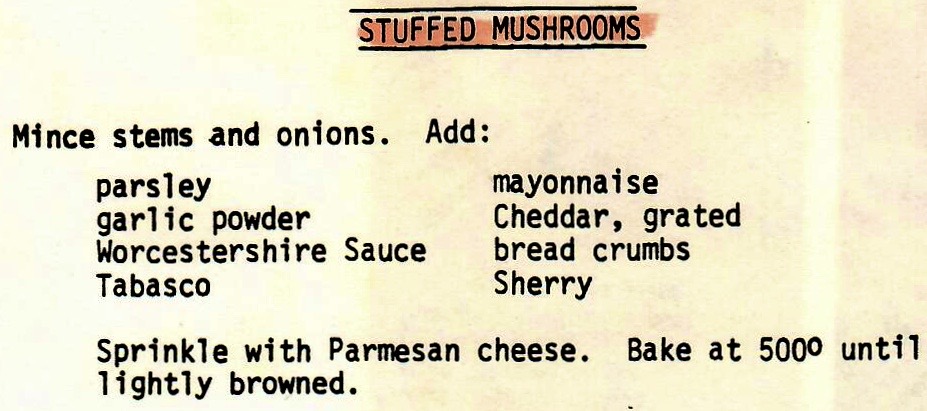 STUFFED MUSHROOMS
Mince stems and onions. Add:
parsley mayonnaise
garlic powder Cheddar, grated
Worcestershire Sauce bread crumbs
Tabasco Sherry
Sprinkle with Parmesan cheese. Bake at 500º until
lightly browned.